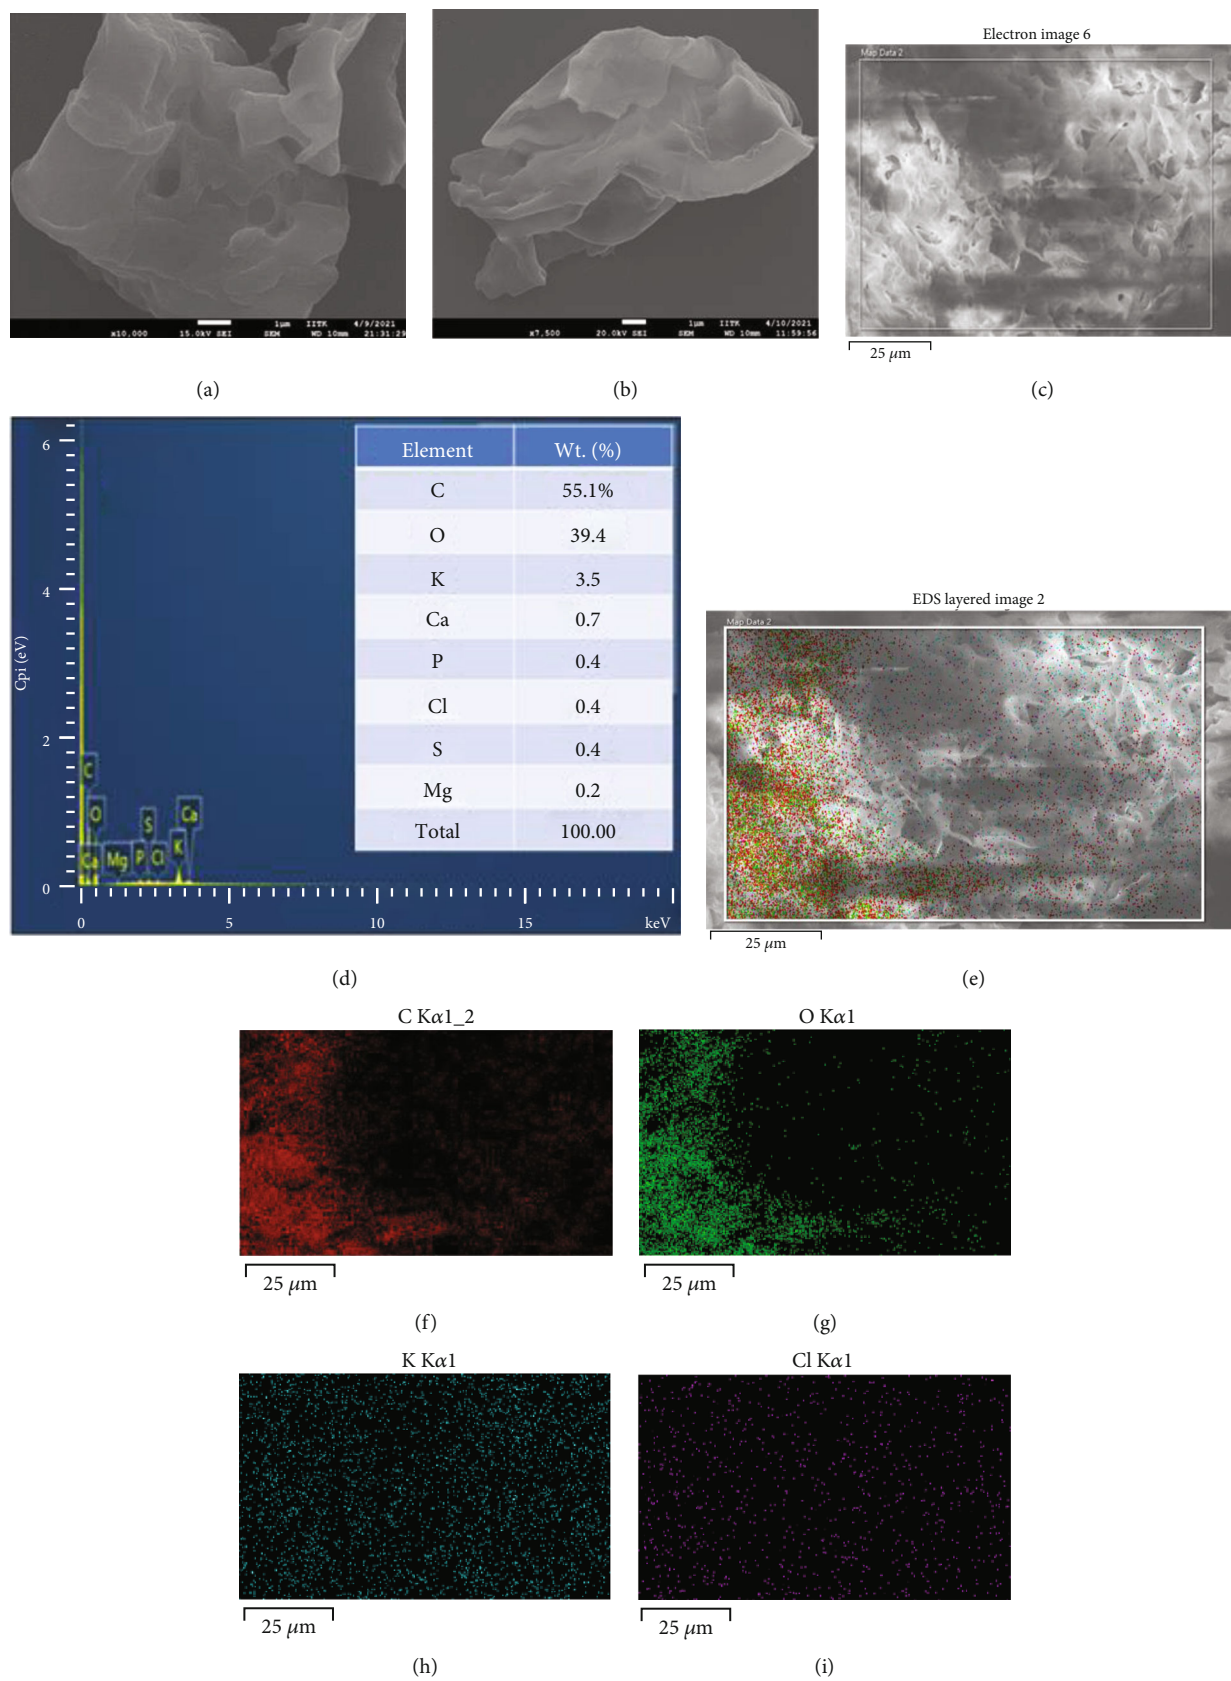 x10,000 15.0kV SEI 1μm IITK 4/9/2021
SEM WD 10mm 21:31:29
(a)
x7,500 20.0kV SEI 1μm IITK 4/10/2021
SEM WD 10mm 11:59:56
(b)
Electron image 6
Map Data 2
25 μm
(c)
Cpi (eV)
6
4
2
0
0 5 10 15 keV
C
O
Ca
Mg
P
S
Cl
K
Ca
Element Wt. (%)
C 55.1%
O 39.4
K 3.5
Ca 0.7
P 0.4
Cl 0.4
S 0.4
Mg 0.2
Total 100.00
(d)
EDS layered image 2
Map Data 2
25 μm
(e)
C Kα1_2
25 μm
(f)
O Kα1
25 μm
(g)
K Kα1
25 μm
(h)
Cl Kα1
25 μm
(i)